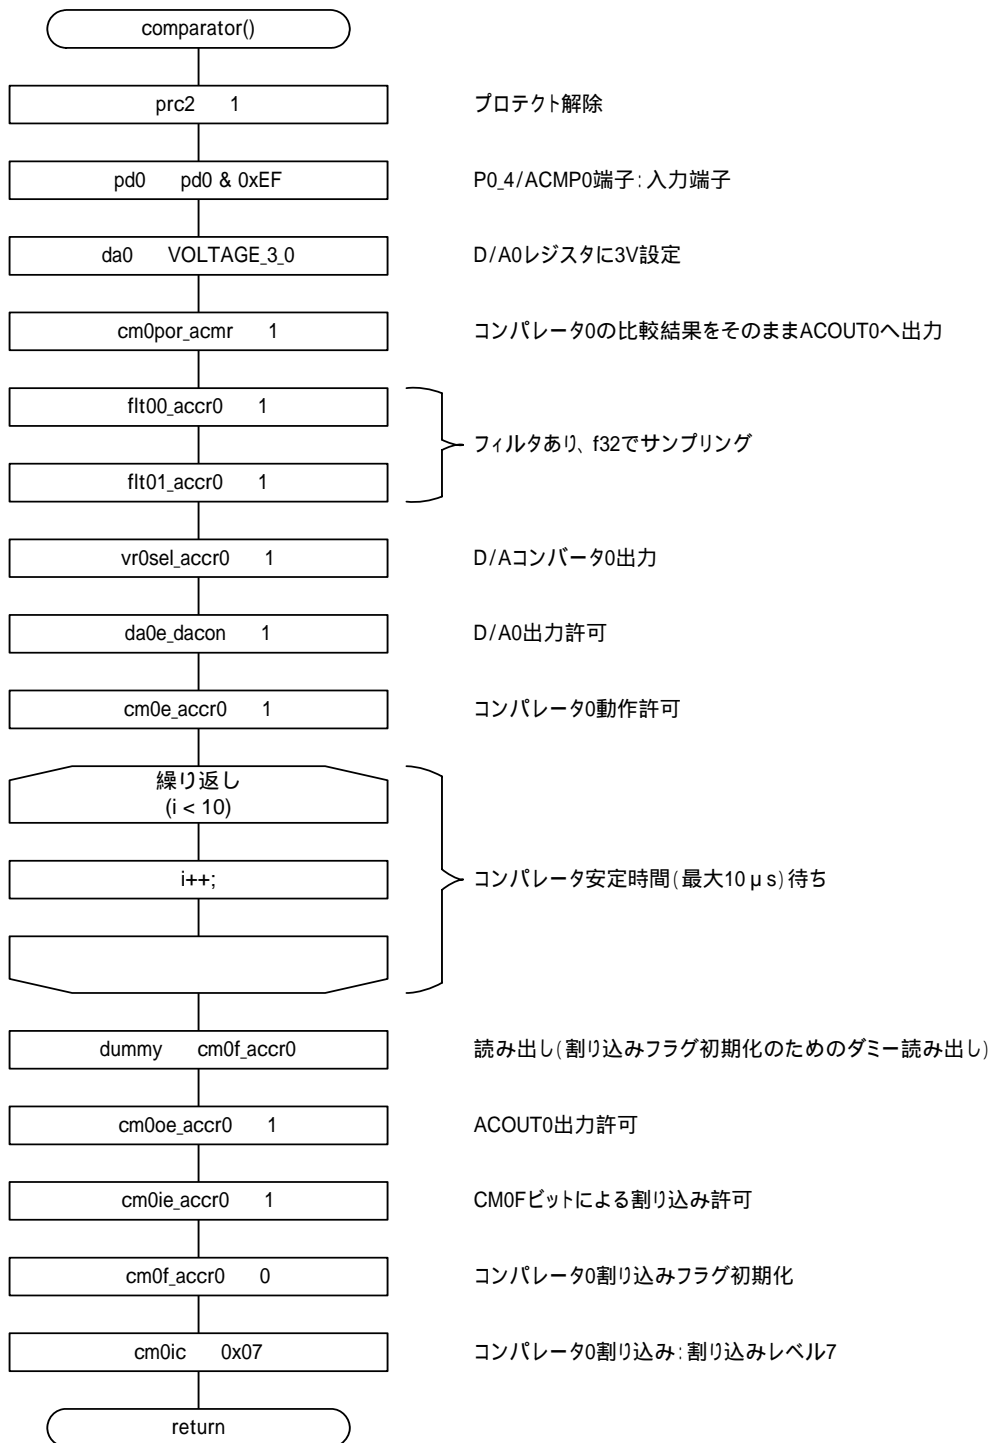 comparator()
prc2 1
プロテクト解除
pd0 pd0 & 0xEF
P0_4/ACMP0端子:入力端子
da0 VOLTAGE_3_0
D/A0レジスタに3V設定
cm0por_acmr 1
コンパレータ0の比較結果をそのままACOUT0へ出力
flt00_accr0 1
フィルタあり、f32でサンプリング
flt01_accr0 1
vr0sel_accr0 1
D/Aコンバータ0出力
da0e_dacon 1
D/A0出力許可
cm0e_accr0 1
コンパレータ0動作許可
繰り返し
(i < 10)
i++;
コンパレータ安定時間(最大10μs)待ち
dummy cm0f_accr0
読み出し(割り込みフラグ初期化のためのダミー読み出し)
cm0oe_accr0 1
ACOUT0出力許可
cm0ie_accr0 1
CM0Fビットによる割り込み許可
cm0f_accr0 0
コンパレータ0割り込みフラグ初期化
cm0ic 0x07
コンパレータ0割り込み:割り込みレベル7
return